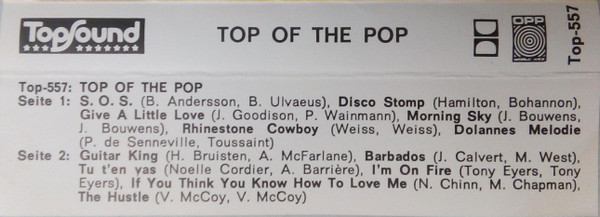 TopSound
TOP OF THE POP
OPP
Top-557
Top-557: TOP OF THE POP
Seite 1: S. O. S. (B. Andersson, B. Ulvaeus), Disco Stomp (Hamilton, Bohannon),
Give A Little Love (J. Goodison, P. Wainmann), Morning Sky (J. Bouwens,
J. Bouwens), Rhinestone Cowboy (Weiss, Weiss), Dolannes Melodie
(P. de Senneville, Toussaint)
Seite 2: Guitar King (H. Bruisten, A. McFarlane), Barbados (J. Calvert, M. West),
Tu t'en vas (Noelle Cordier, A. Barrière), I'm On Fire (Tony Eyers, Tony
Eyers), If You Think You Know How To Love Me (N. Chinn, M. Chapman),
The Hustle (V. McCoy, V. McCoy)